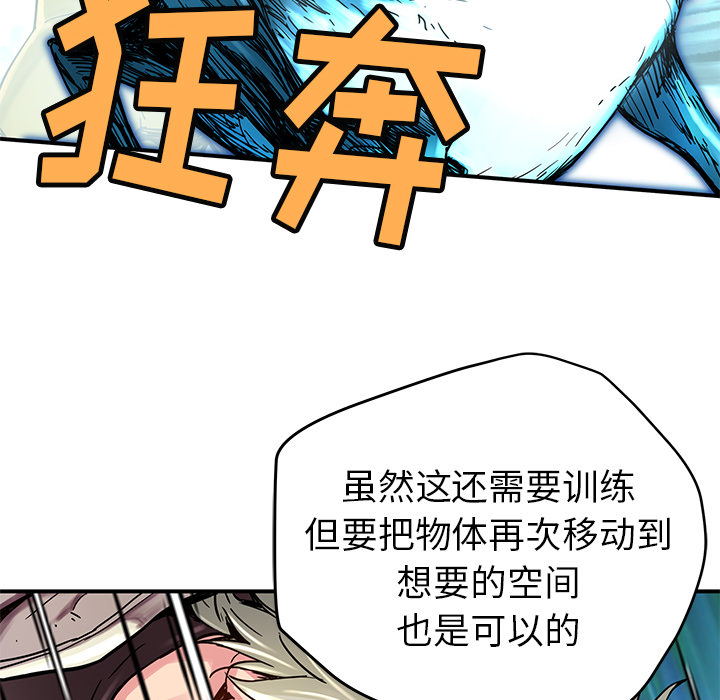 狂奔
虽然这还需要训练
但要把物体再次移动到
想要的空间
也是可以的